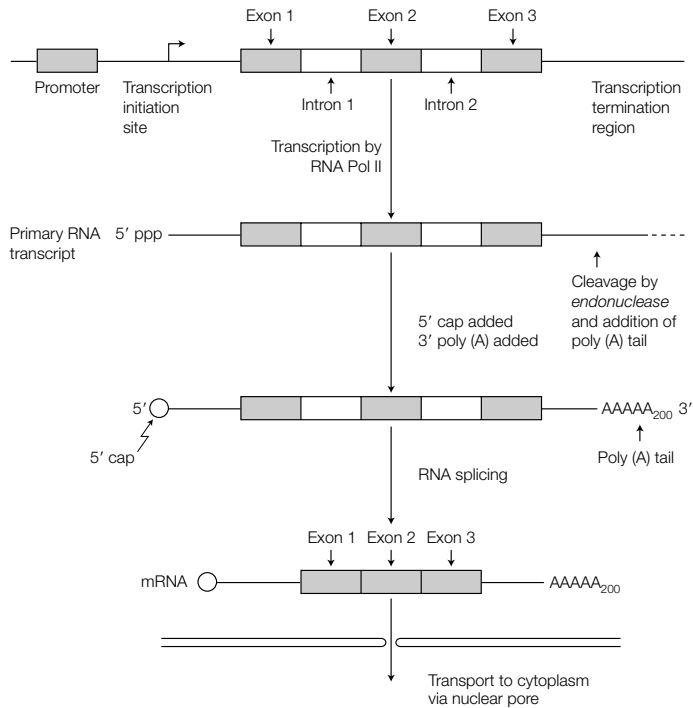 Exon 1
Exon 2
Exon 3
Promoter
Transcription
initiation
site
Intron 1
Intron 2
Transcription
termination
region
Transcription by
RNA Pol II
Primary RNA
transcript
5′ ppp
Cleavage by
endonuclease
and addition of
poly (A) tail
5′ cap added
3′ poly (A) added
5′
AAAAA200 3′
5′ cap
Poly (A) tail
RNA splicing
Exon 1
Exon 2
Exon 3
mRNA
AAAAA200
Transport to cytoplasm
via nuclear pore